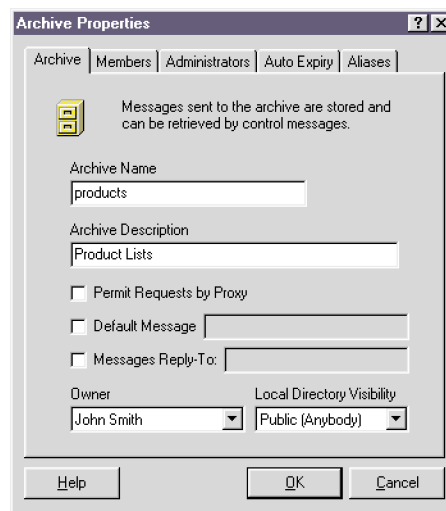 Archive Properties
Archive Members Administrators Auto Expiry Aliases
Messages sent to the archive are stored and
can be retrieved by control messages.
Archive Name
products
Archive Description
Product Lists
Permit Requests by Proxy
Default Message
Messages Reply-To:
Owner Local Directory Visibility
John Smith Public (Anybody)
Help OK Cancel